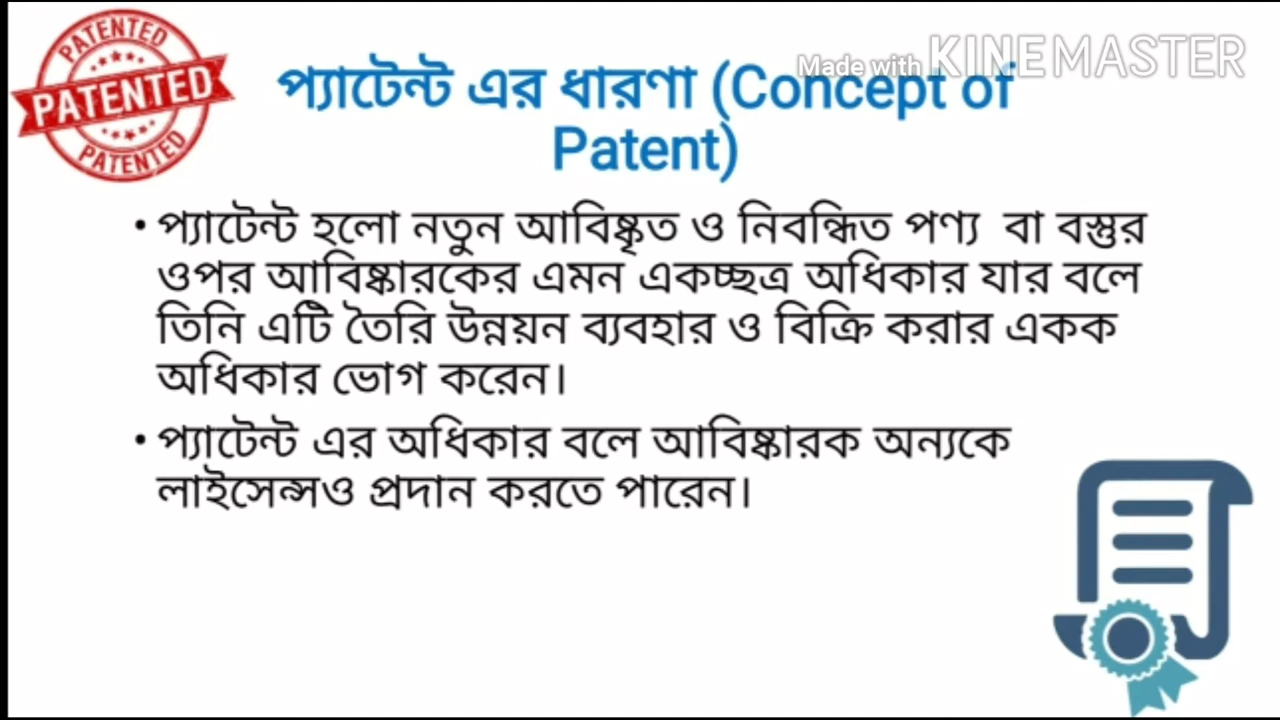 PATENTED
PATENTED
PATENTED
Made with KINEMASTER
প্যাটেন্ট এর ধারণা (Concept of
Patent)
• প্যাটেন্ট হলো নতুন আবিষ্কৃত ও নিবন্ধিত পণ্য বা বস্তুর
ওপর আবিষ্কারকের এমন একচ্ছত্র অধিকার যার বলে
তিনি এটি তৈরি উন্নয়ন ব্যবহার ও বিক্রি করার একক
অধিকার ভোগ করেন।
• প্যাটেন্ট এর অধিকার বলে আবিষ্কারক অন্যকে
লাইসেন্সও প্রদান করতে পারেন।